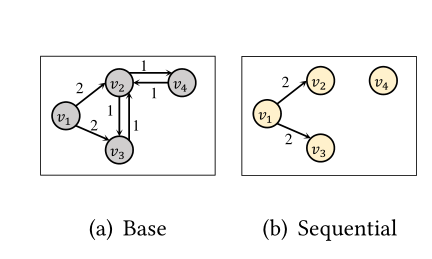 1
v2 v4
2 1
v1 1 1
2
v3
(a) Base
2 v2 v4
v1
2 v3
(b) Sequential